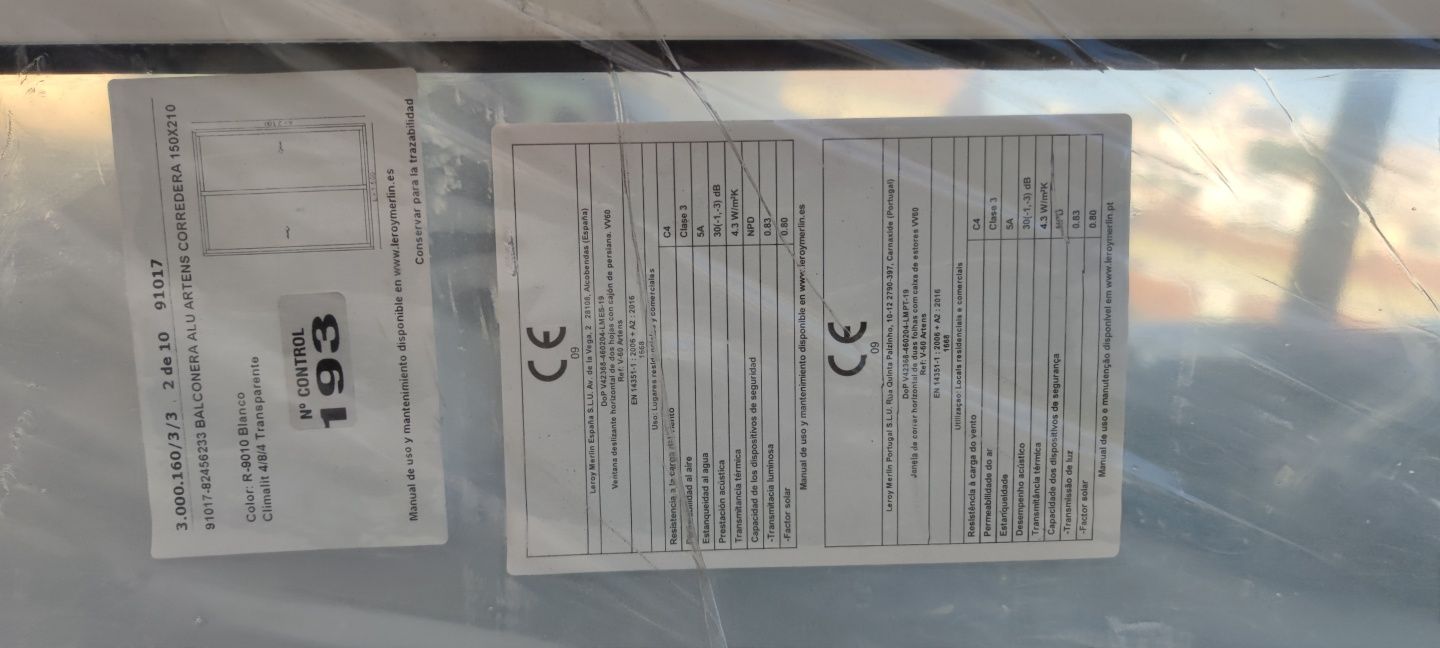 3.000.160/3/3 2 de 10 91017
91017-82456233 BALCONERA ALU ARTENS CORREDERA 150X210
Color: R-9010 Blanco
Climalit 4/8/4 Transparente
Nº CONTROL
193
Manual de uso y mantenimiento disponible en www.leroymerlin.es
Conservar para la trazabilidad
CE
09
Leroy Merlin España S.L.U. Av. de la Vega, 2 28108, Alcobendas (España)
DoP V42368-460204-LMES-19
Ventana deslizante horizontal de dos hojas con cajón de persiana. VV60
Ref: V-60 Artens
EN 14351-1 : 2006 + A2 : 2016
1668
Uso: Lugares residenciales y comerciales
Resistencia a la carga del viento C4
Permeabilidad al aire Clase 3
Estanqueidad al agua 5A
Prestación acústica 30(-1,-3) dB
Transmitancia térmica 4.3 W/m²K
Capacidad de los dispositivos de seguridad NPD
-Transmitacia luminosa 0.83
-Factor solar 0.80
Manual de uso y mantenimiento disponible en www.leroymerlin.es
CE
09
Leroy Merlin Portugal S.L.U. Rua Quinta Palzinho, 10-12 2790-397, Carnaxide (Portugal)
DoP V42368-460204-LMPT-19
Janela de correr horizontal de duas folhas com caixa de estores VV60
Ref: V-60 Artens
EN 14351-1 : 2006 + A2 : 2016
1668
Utilizaçao: Locais residenciais e comerciais
Resistência à carga do vento C4
Permeabilidade do ar Clase 3
Estanqueldade 5A
Desempenho acústico 30(-1,-3) dB
Transmitância térmica 4.3 W/m²K
Capacidade dos dispositivos de segurança
-Transmissão de luz 0.83
-Factor solar 0.80
Manual de uso e manutenção disponível em www.leroymerlin.pt